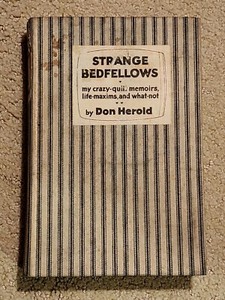 STRANGE
BEDFELLOWS
my crazy-quilt memoirs,
life-maxims, and what-not
by Don Herold